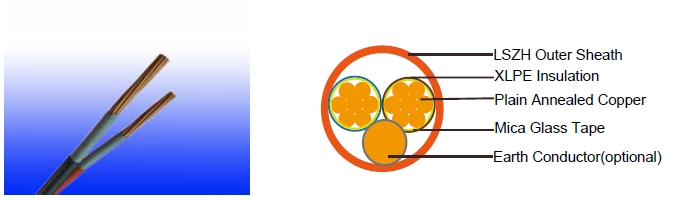 LSZH Outer Sheath
XLPE Insulation
Plain Annealed Copper
Mica Glass Tape
Earth Conductor(optional)